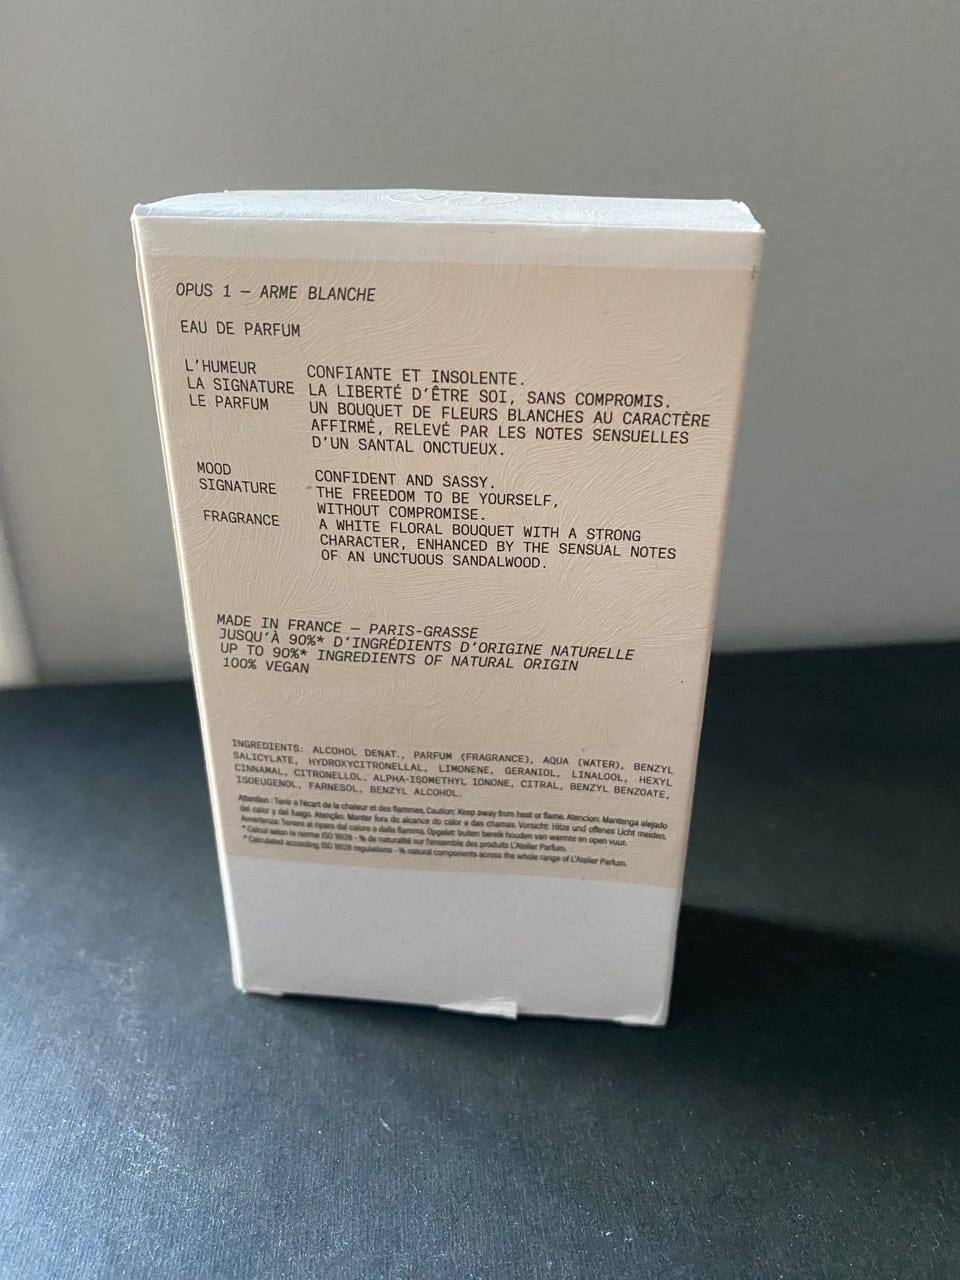 OPUS 1 — ARME BLANCHE
EAU DE PARFUM
L'HUMEUR CONFIANTE ET INSOLENTE.
LA SIGNATURE LA LIBERTÉ D'ÊTRE SOI, SANS COMPROMIS.
LE PARFUM UN BOUQUET DE FLEURS BLANCHES AU CARACTÈRE
AFFIRMÉ, RELEVÉ PAR LES NOTES SENSUELLES
D'UN SANTAL ONCTUEUX.
MOOD CONFIDENT AND SASSY.
SIGNATURE THE FREEDOM TO BE YOURSELF,
WITHOUT COMPROMISE.
FRAGRANCE A WHITE FLORAL BOUQUET WITH A STRONG
CHARACTER, ENHANCED BY THE SENSUAL NOTES
OF AN UNCTUOUS SANDALWOOD.
MADE IN FRANCE — PARIS-GRASSE
JUSQU'À 90%* D'INGRÉDIENTS D'ORIGINE NATURELLE
UP TO 90%* INGREDIENTS OF NATURAL ORIGIN
100% VEGAN
INGREDIENTS: ALCOHOL DENAT., PARFUM (FRAGRANCE), AQUA (WATER), BENZYL
SALICYLATE, HYDROXYCITRONELLAL, LIMONENE, GERANIOL, LINALOOL, HEXYL
CINNAMAL, CITRONELLOL, ALPHA-ISOMETHYL IONONE, CITRAL, BENZYL BENZOATE,
ISOEUGENOL, FARNESOL, BENZYL ALCOHOL.
Attention : Tenir à l'écart de la chaleur et des flammes. Caution: Keep away from heat or flame. Atencion: Mantenga alejado
del calor y del fuego. Atenção: Manter fora do alcance do calor e das chamas. Vorsicht: Hitze und offenes Licht meiden.
Avvertenza: Tenere al riparo dal calore o dalla fiamma. Opgelet: buiten bereik houden van warmte en open vuur.
* Calcul selon la norme ISO 16128 - % de naturalité sur l'ensemble des produits L'Atelier Parfum.
* Calculated according ISO 16128 regulations - % natural components across the whole range of L'Atelier Parfum.